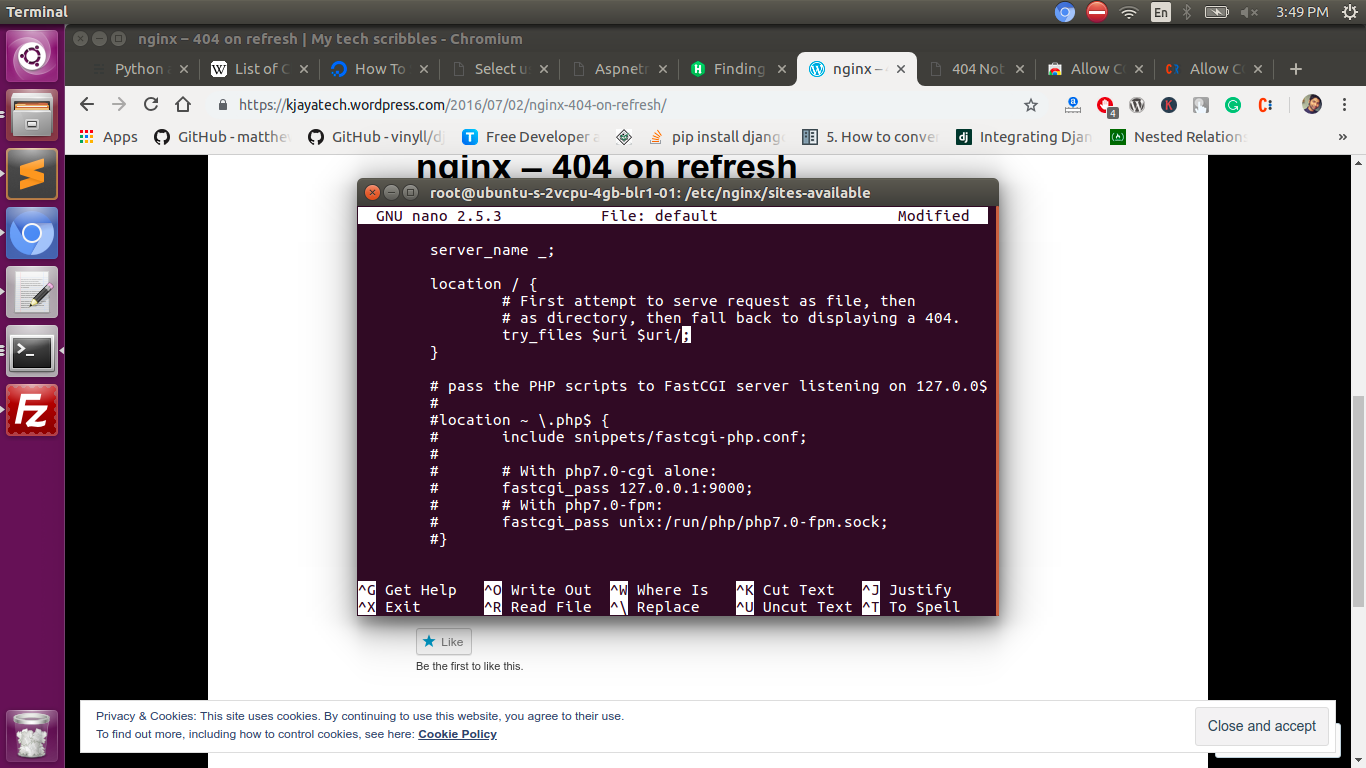 Terminal
En
3:49 PM
nginx – 404 on refresh | My tech scribbles - Chromium
Python
List of C
How To
Select u
Aspnetr
Finding
nginx –
404 Not
Allow C
Allow C
https://kjayatech.wordpress.com/2016/07/02/nginx-404-on-refresh/
4
Apps
GitHub - matthe
GitHub - vinyll/dj
Free Developer a
pip install djang
5. How to conve
Integrating Djan
Nested Relations
»
nginx – 404 on refresh
root@ubuntu-s-2vcpu-4gb-blr1-01: /etc/nginx/sites-available
GNU nano 2.5.3 File: default Modified
server_name _;
location / {
# First attempt to serve request as file, then
# as directory, then fall back to displaying a 404.
try_files $uri $uri/;
}
# pass the PHP scripts to FastCGI server listening on 127.0.0$
#
#location ~ \.php$ {
# include snippets/fastcgi-php.conf;
#
# # With php7.0-cgi alone:
# fastcgi_pass 127.0.0.1:9000;
# # With php7.0-fpm:
# fastcgi_pass unix:/run/php/php7.0-fpm.sock;
#}
^G Get Help ^O Write Out ^W Where Is ^K Cut Text ^J Justify
^X Exit ^R Read File ^\ Replace ^U Uncut Text ^T To Spell
Like
Be the first to like this.
Privacy & Cookies: This site uses cookies. By continuing to use this website, you agree to their use.
To find out more, including how to control cookies, see here: Cookie Policy
Close and accept